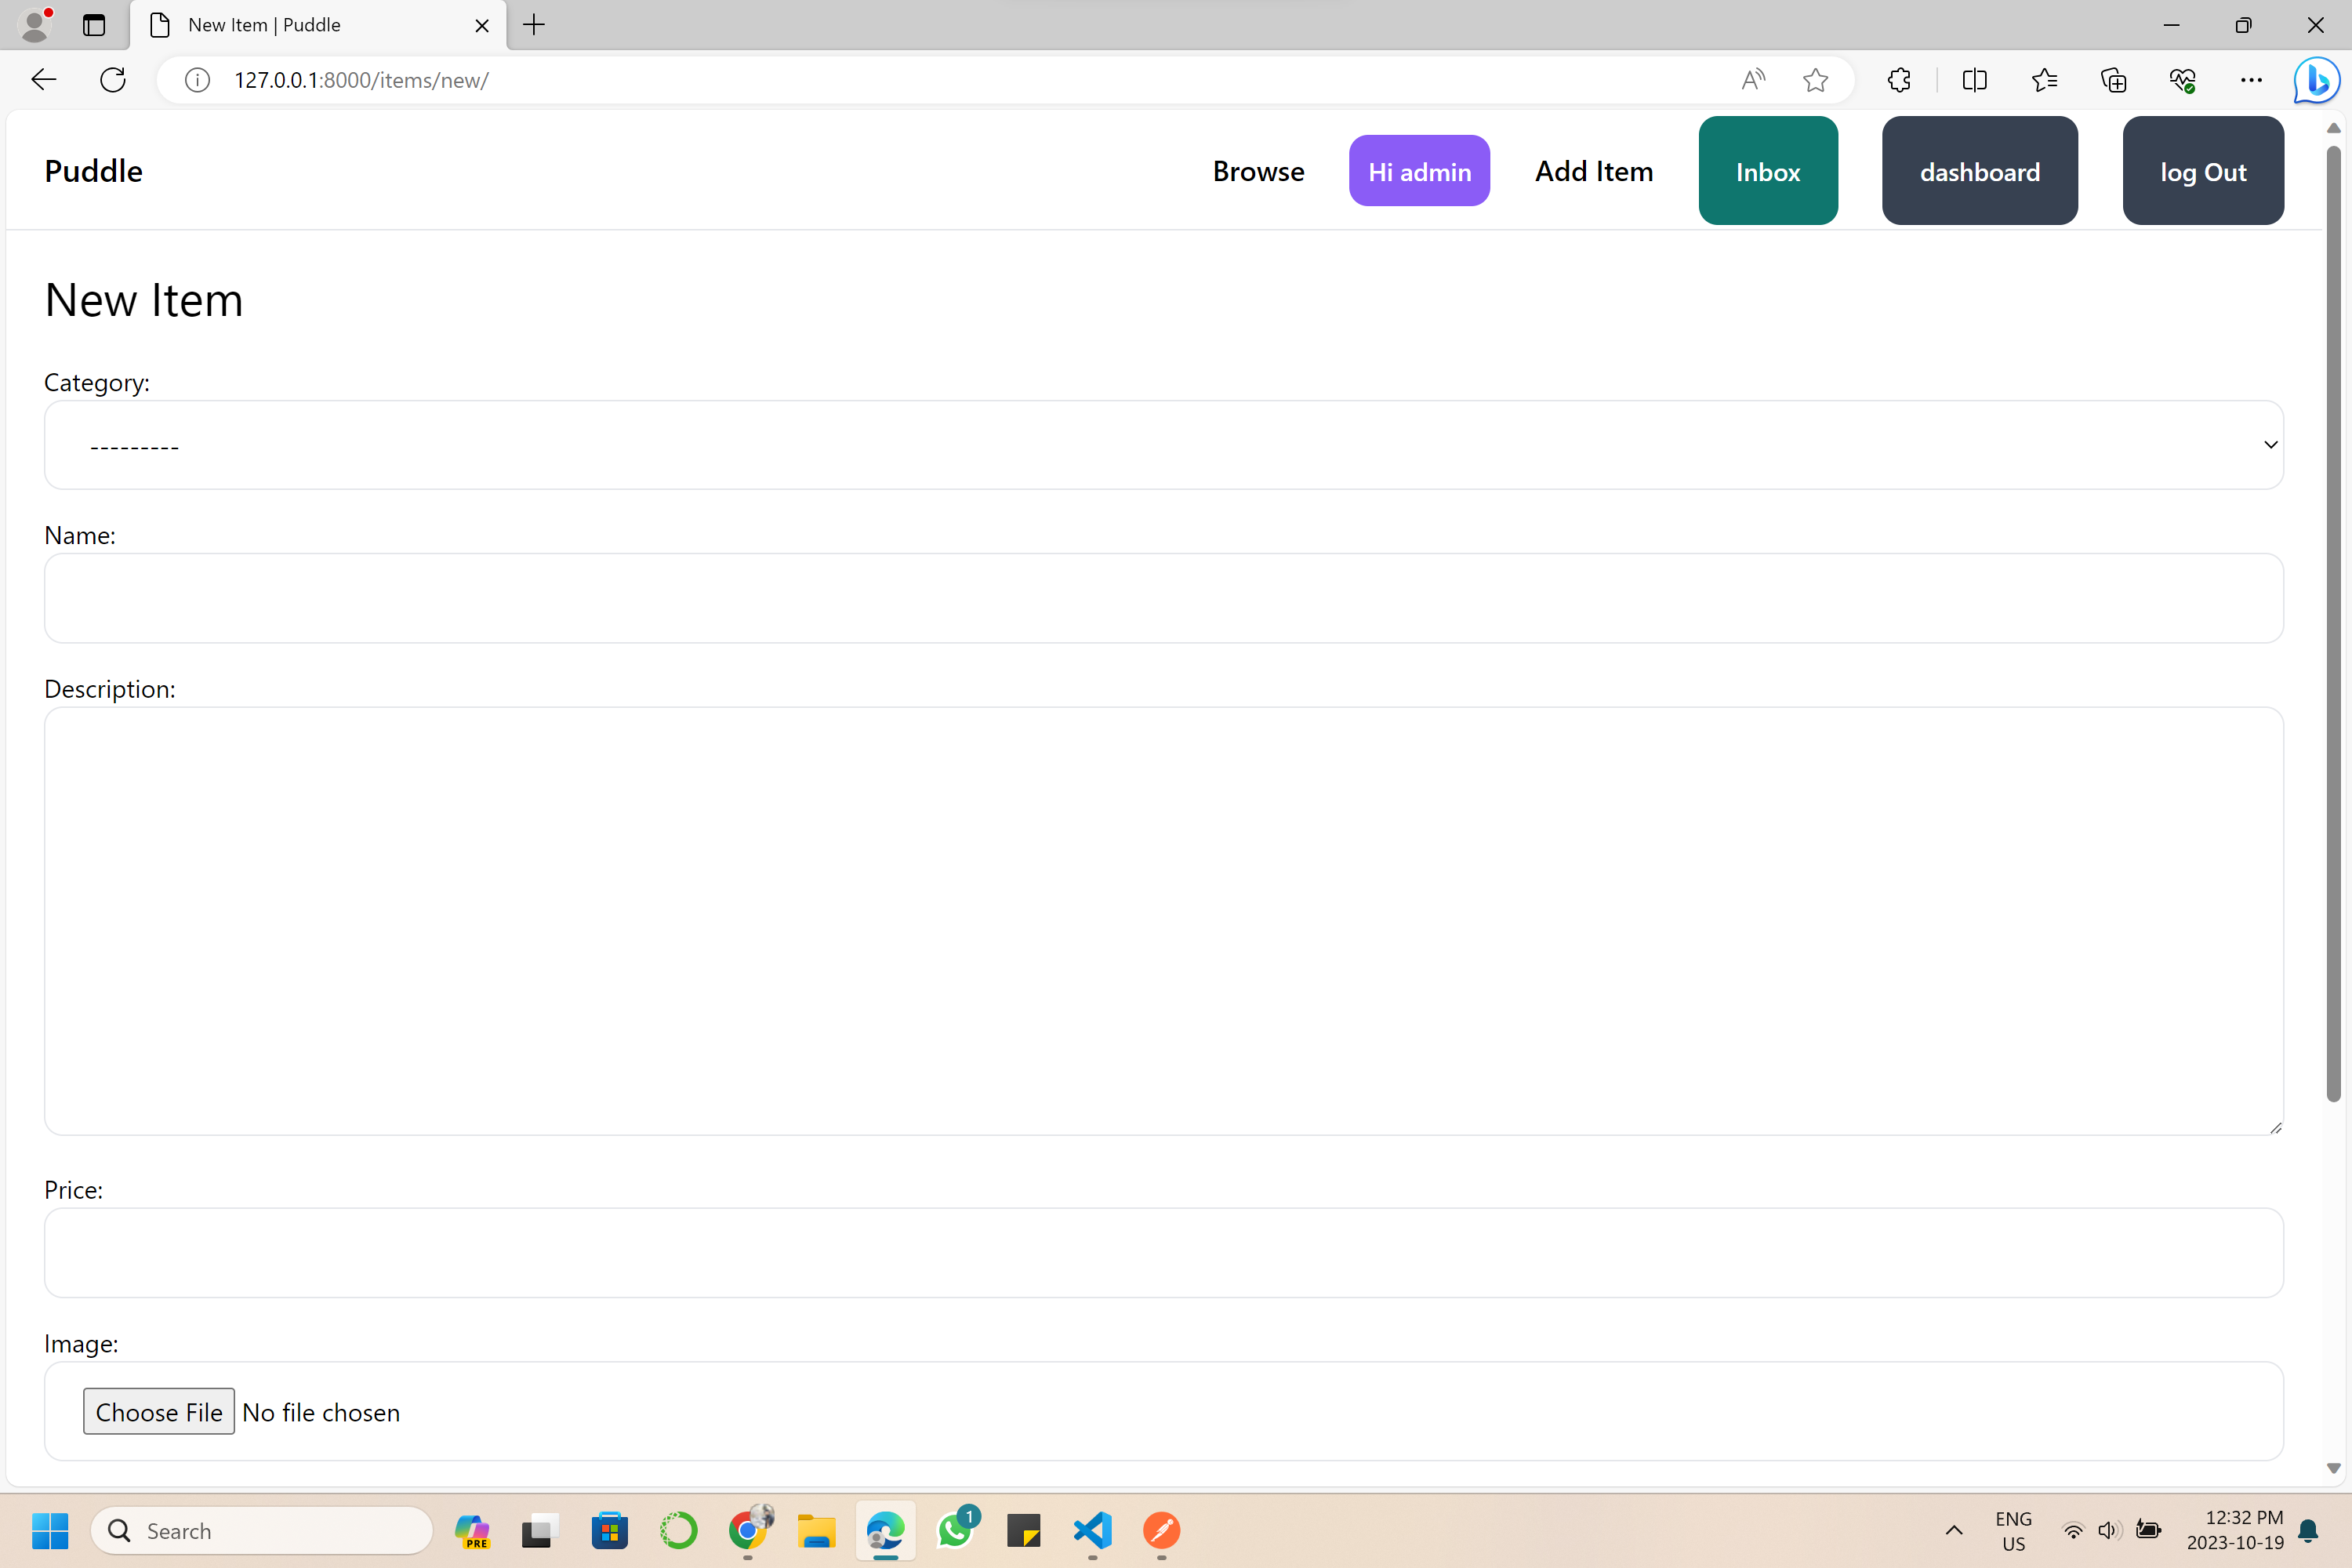 New Item | Puddle
127.0.0.1:8000/items/new/
Puddle
Browse
Hi admin
Add Item
Inbox
dashboard
log Out
New Item
Category:
---------
Name:
Description:
Price:
Image:
Choose File No file chosen
Search
PRE
1
ENG
US
12:32 PM
2023-10-19